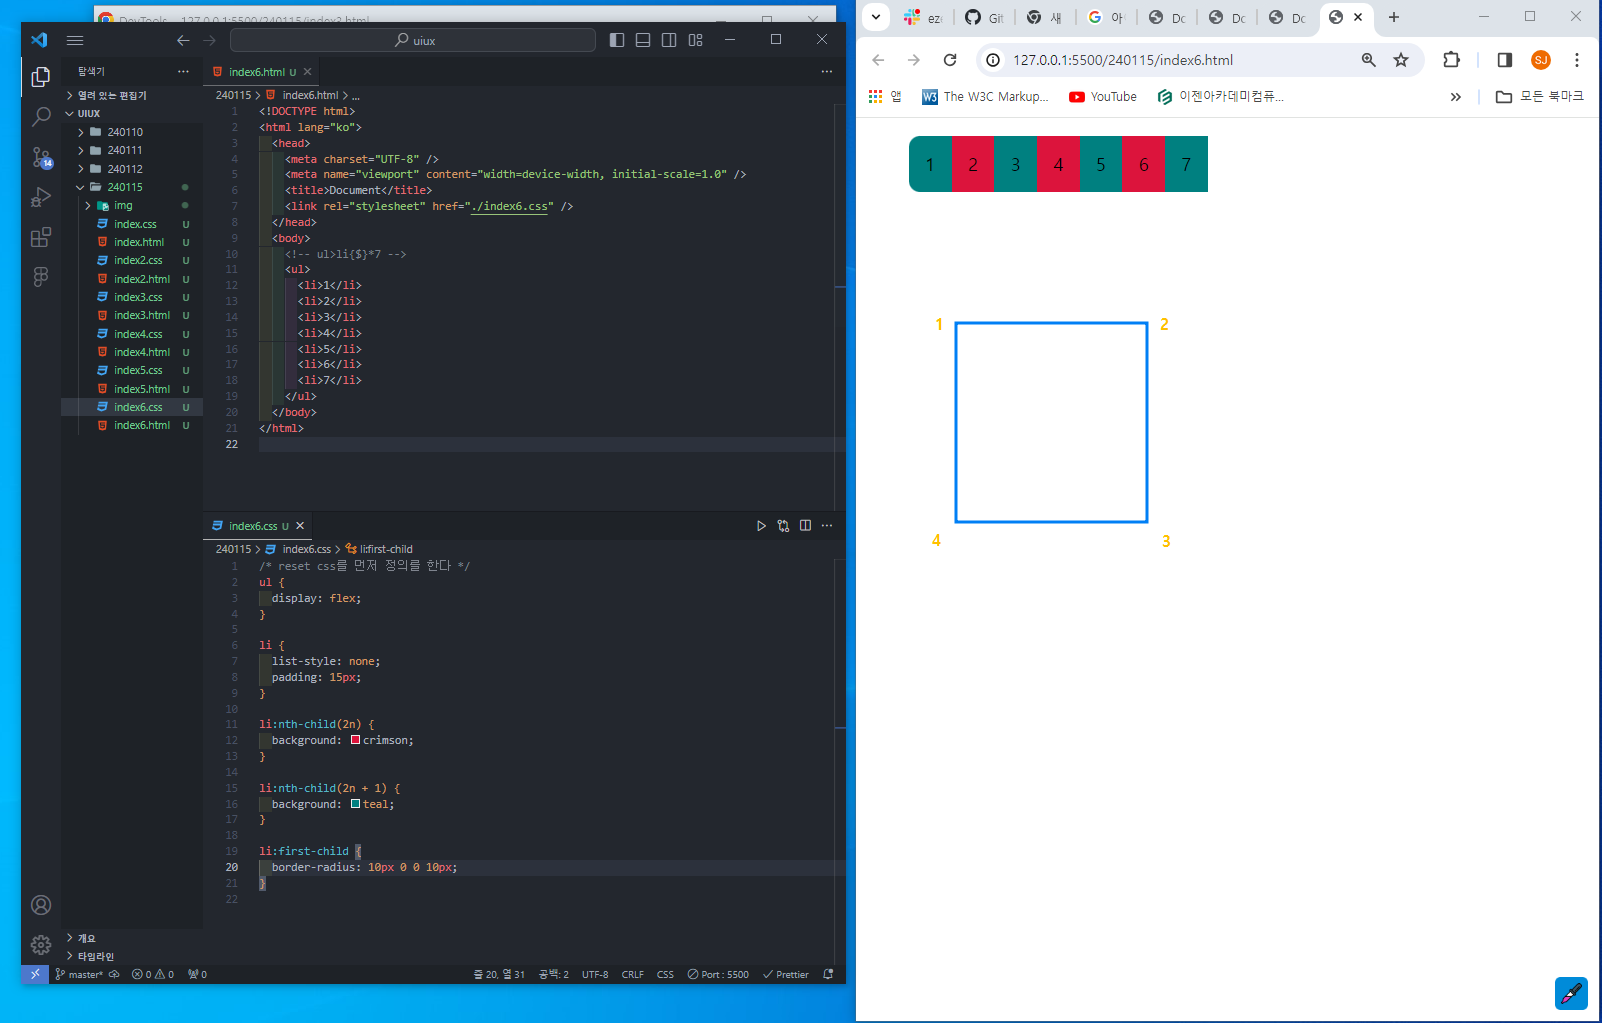 DevTools - 127.0.0.1:5500/240115/index3.html
uiux
탐색기
열려 있는 편집기
UIUX
240110
240111
240112
240115
img
index.css U
index.html U
index2.css U
index2.html U
index3.css U
index3.html U
index4.css U
index4.html U
index5.css U
index5.html U
index6.css U
index6.html U
개요
타임라인
14
index6.html U
240115 > index6.html > ...
1 <!DOCTYPE html>
2 <html lang="ko">
3 <head>
4 <meta charset="UTF-8" />
5 <meta name="viewport" content="width=device-width, initial-scale=1.0" />
6 <title>Document</title>
7 <link rel="stylesheet" href="./index6.css" />
8 </head>
9 <body>
10 <!-- ul>li{$}*7 -->
11 <ul>
12 <li>1</li>
13 <li>2</li>
14 <li>3</li>
15 <li>4</li>
16 <li>5</li>
17 <li>6</li>
18 <li>7</li>
19 </ul>
20 </body>
21 </html>
22
index6.css U
240115 > index6.css > li:first-child
1 /* reset css를 먼저 정의를 한다 */
2 ul {
3 display: flex;
4 }
5
6 li {
7 list-style: none;
8 padding: 15px;
9 }
10
11 li:nth-child(2n) {
12 background: crimson;
13 }
14
15 li:nth-child(2n + 1) {
16 background: teal;
17 }
18
19 li:first-child {
20 border-radius: 10px 0 0 10px;
21 }
22
master* 0 0 0 줄 20, 열 31 공백: 2 UTF-8 CRLF CSS Port : 5500 Prettier
Git 새 Do Do Do
127.0.0.1:5500/240115/index6.html SJ
앱 The W3C Markup... YouTube 이젠아카데미컴퓨... 모든 북마크
1 2 3 4 5 6 7
1 2
4 3